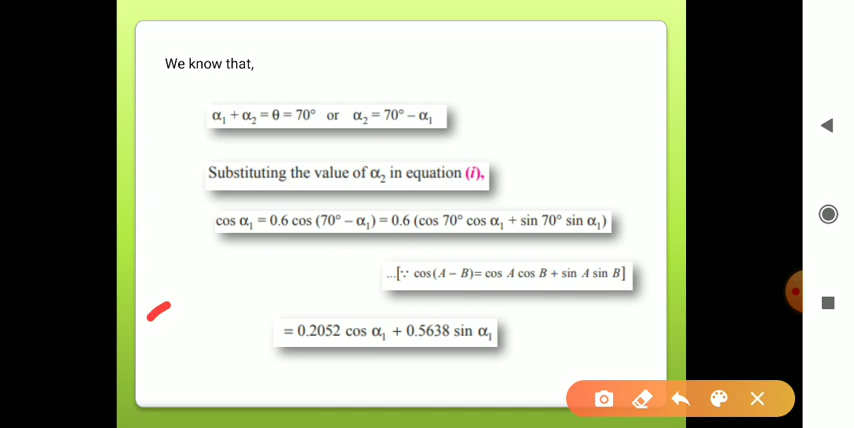 We know that,
α₁ + α₂ = θ = 70° or α₂ = 70° – α₁
Substituting the value of α₂ in equation (i),
cos α₁ = 0.6 cos (70° – α₁) = 0.6 (cos 70° cos α₁ + sin 70° sin α₁)
...[∵ cos(A – B)= cos A cos B + sin A sin B]
= 0.2052 cos α₁ + 0.5638 sin α₁